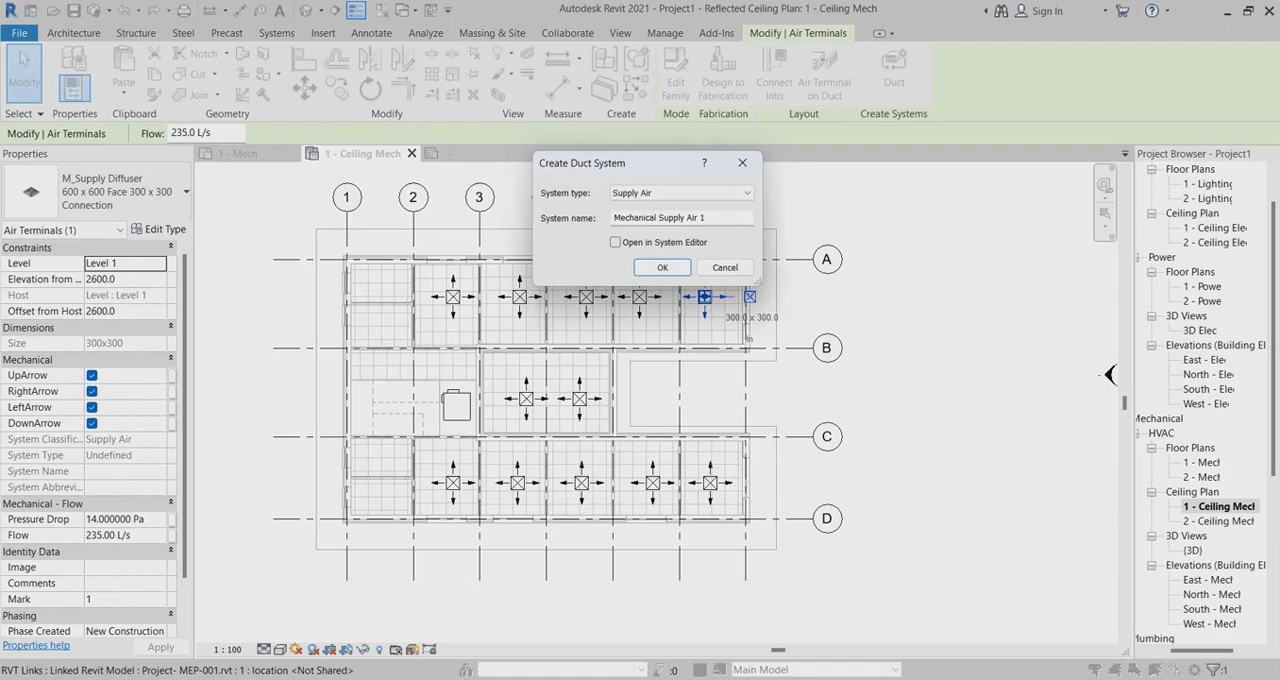 Autodesk Revit 2021 - Project1 - Reflected Ceiling Plan: 1 - Ceiling Mech
Sign In
File
Architecture
Structure
Steel
Precast
Systems
Insert
Annotate
Analyze
Massing & Site
Collaborate
View
Manage
Add-Ins
Modify | Air Terminals
Modify
Paste
Notch
Cut
Join
Edit
Family
Design to
Fabrication
Connect
Into
Air Terminal
on Duct
Duct
Select
Properties
Clipboard
Geometry
Modify
View
Measure
Create
Mode
Fabrication
Layout
Create Systems
Modify | Air Terminals
Flow:
235.0 L/s
Properties
1 - Mech
1 - Ceiling Mech
Create Duct System
?
System type:
Supply Air
System name:
Mechanical Supply Air 1
Open in System Editor
OK
Cancel
M_Supply Diffuser
600 x 600 Face 300 x 300
Connection
Air Terminals (1)
Edit Type
Constraints
Level
Level 1
Elevation from ...
2600.0
Host
Level : Level 1
Offset from Host
2600.0
Dimensions
Size
300x300
Mechanical
UpArrow
RightArrow
LeftArrow
DownArrow
System Classific...
Supply Air
System Type
Undefined
System Name
System Abbrevi...
Mechanical - Flow
Pressure Drop
14.000000 Pa
Flow
235.00 L/s
Identity Data
Image
Comments
Mark
1
Phasing
Phase Created
New Construction
Properties help
Apply
1
2
3
A
B
C
D
300.0 x 300.0
In
1 : 100
Project Browser - Project1
Floor Plans
1 - Lighting
2 - Lighting
Ceiling Plan
1 - Ceiling Elec
2 - Ceiling Elec
Power
Floor Plans
1 - Powe
2 - Powe
3D Views
3D Elec
Elevations (Building El
East - Elec
North - Elec
South - Elec
West - Elec
Mechanical
HVAC
Floor Plans
1 - Mech
2 - Mech
Ceiling Plan
1 - Ceiling Mech
2 - Ceiling Mech
3D Views
{3D}
Elevations (Building El
East - Mech
North - Mech
South - Mech
West - Mech
Plumbing
RVT Links : Linked Revit Model : Project- MEP-001.rvt : 1 : location <Not Shared>
:0
Main Model
:1